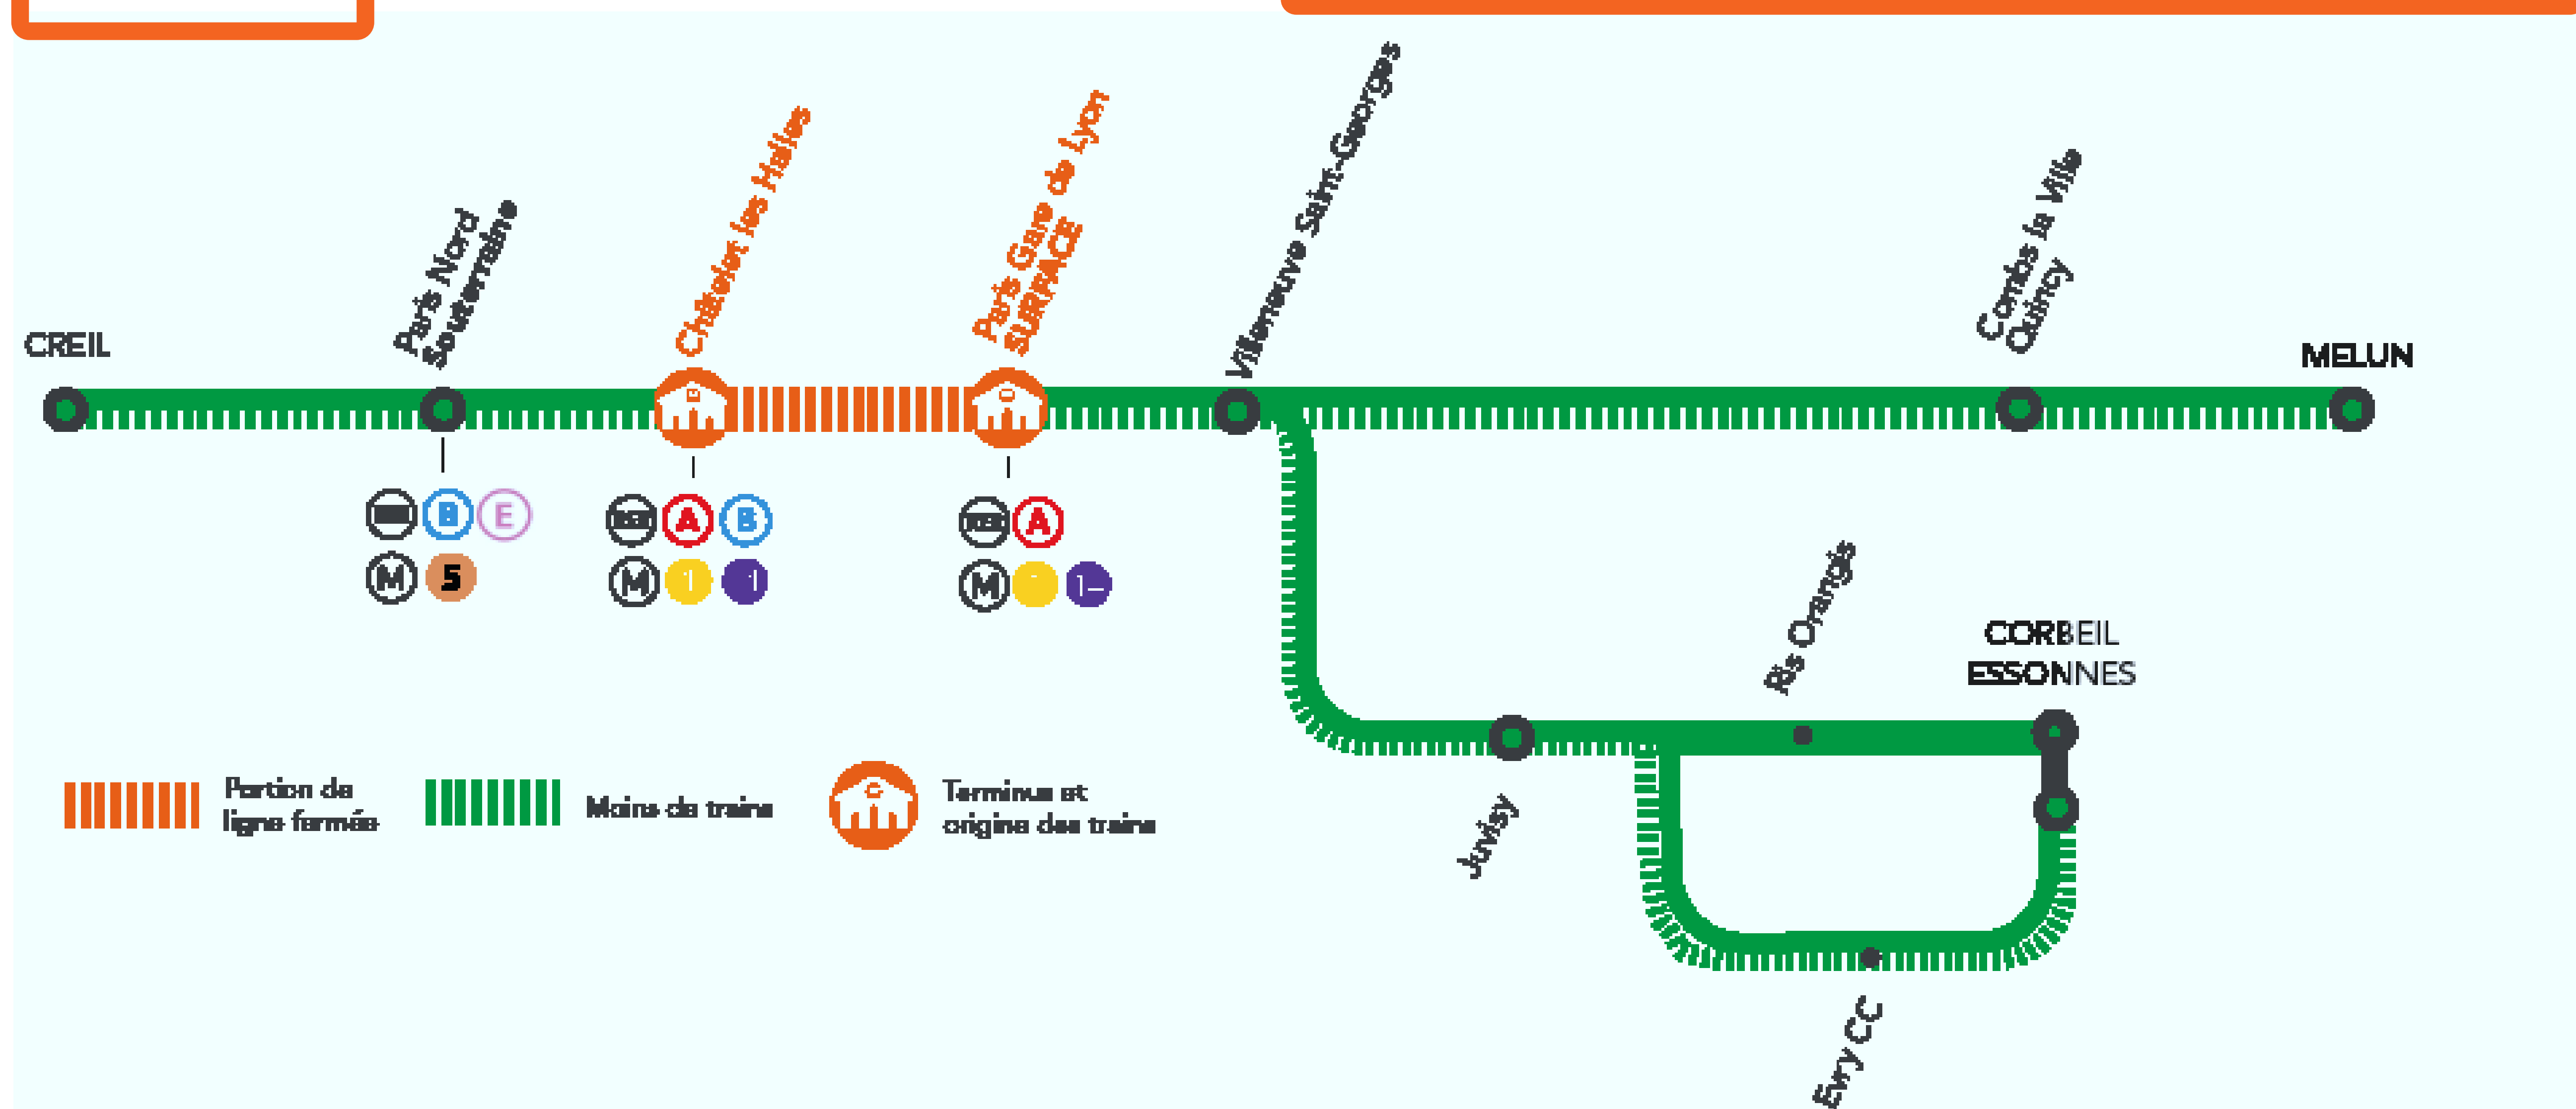 CREIL
Paris Nord
Souterraine
Châtelet les Halles
Paris Gare de Lyon
SURFACE
Villeneuve Saint-Georges
Combs la Ville
Quincy
MELUN
B E
M 5
RER A B
M 1
RER A
M
Ris Orangis
CORBEIL
ESSONNES
Juvisy
Evry CC
Portion de
ligne fermée
Moins de trains
Terminus et
origine des trains